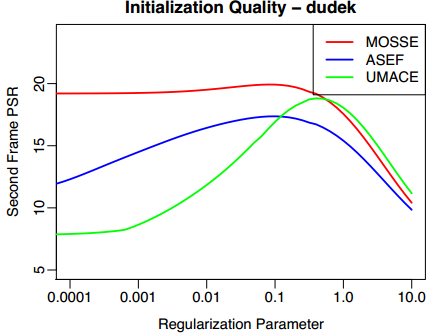 Initialization Quality – dudek
MOSSE
ASEF
UMACE
Second Frame PSR
20
15
10
5
0.0001 0.001 0.01 0.1 1.0 10.0
Regularization Parameter